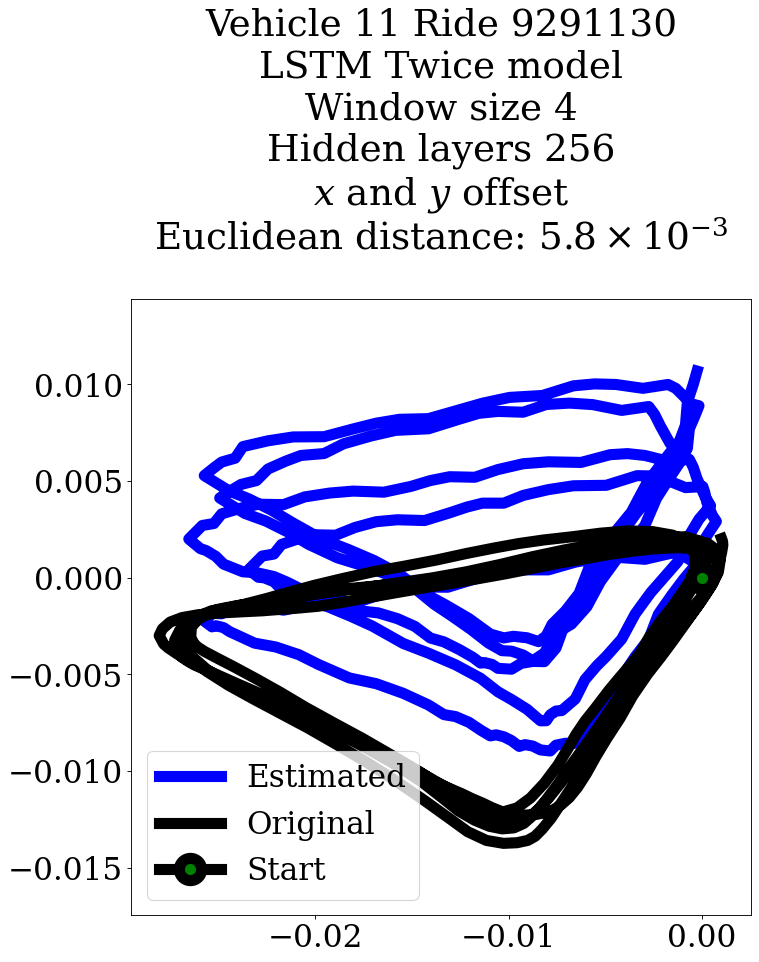 Vehicle 11 Ride 9291130
LSTM Twice model
Window size 4
Hidden layers 256
x and y offset
Euclidean distance: 5.8 × 10⁻³
0.010
0.005
0.000
−0.005
−0.010
−0.015
Estimated
Original
Start
−0.02
−0.01
0.00